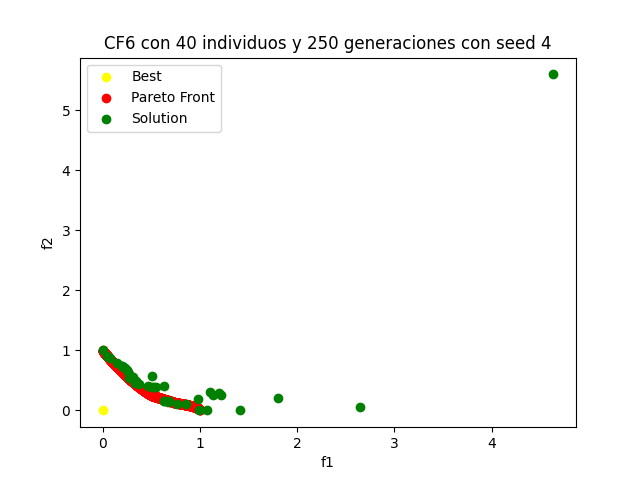 CF6 con 40 individuos y 250 generaciones con seed 4
Best
Pareto Front
Solution
5
4
3
2
1
0
f2
0 1 2 3 4
f1